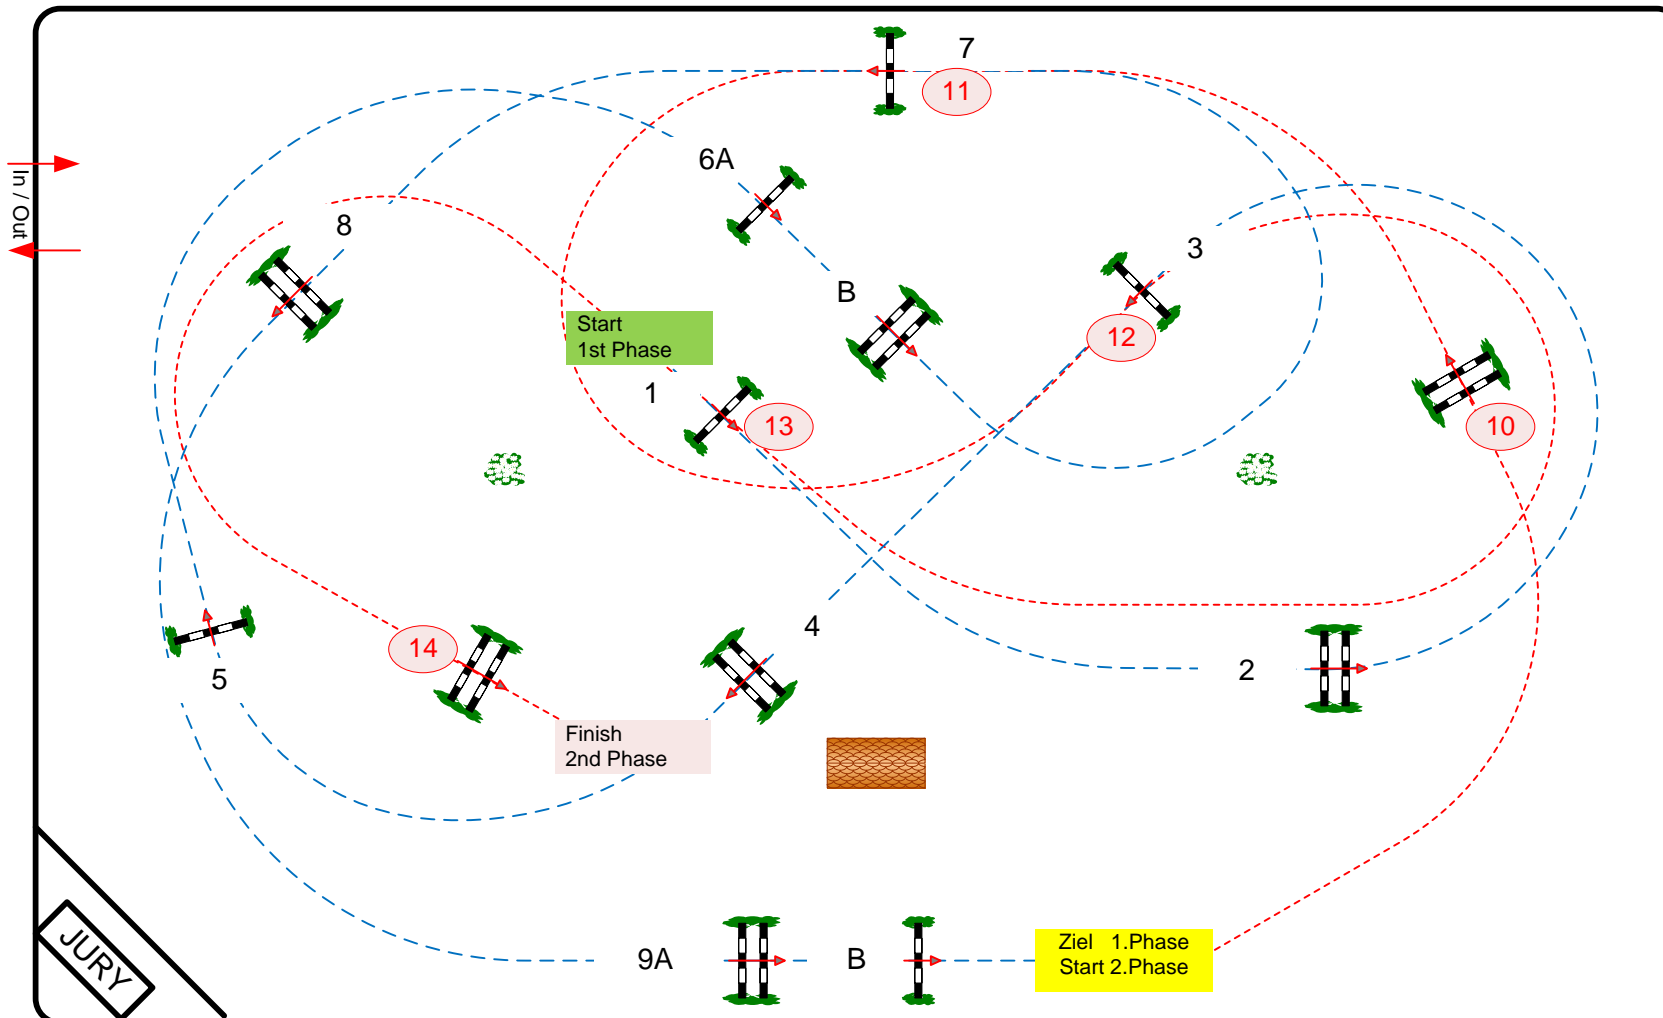 7
11
6A
In / Out
8
3
B
Start
1st Phase
12
1
13
10
4
14
5
2
Finish
2nd Phase
JURY
9A
B
Ziel 1.Phase
Start 2.Phase